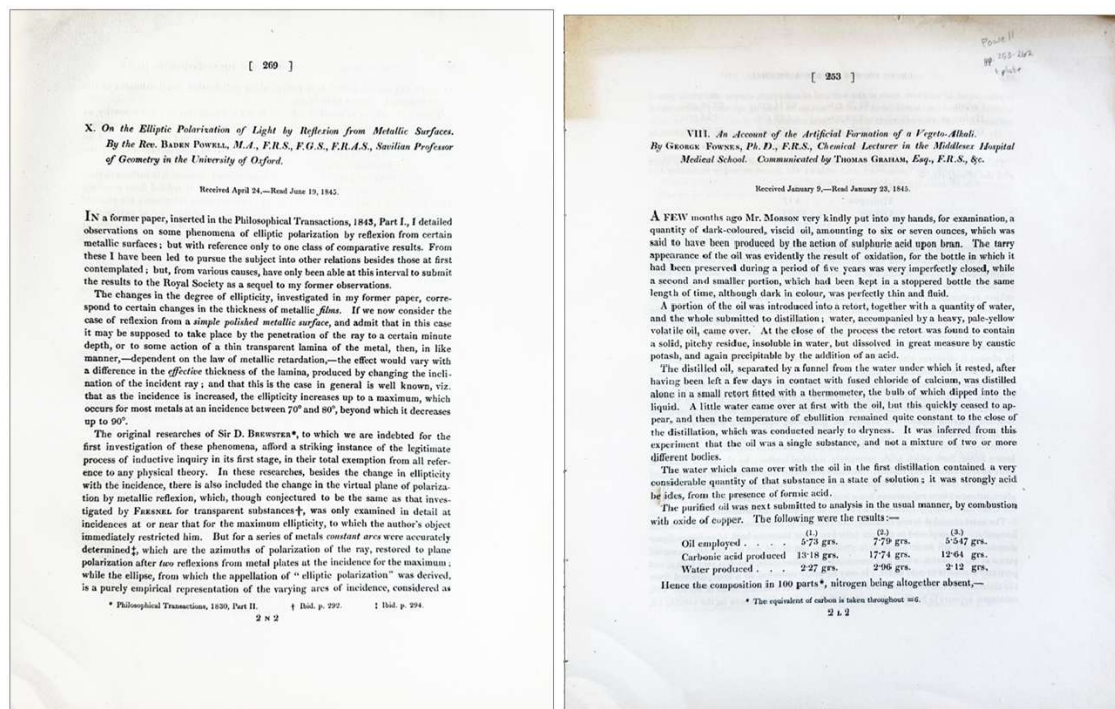 [ 269 ]
X. On the Elliptic Polarization of Light by Reflexion from Metallic Surfaces.
By the Rev. BADEN POWELL, M.A., F.R.S., F.G.S., F.R.A.S., Savilian Professor
of Geometry in the University of Oxford.
Received April 24,—Read June 19, 1845.
IN a former paper, inserted in the Philosophical Transactions, 1843, Part I., I detailed
observations on some phenomena of elliptic polarization by reflexion from certain
metallic surfaces; but with reference only to one class of comparative results. From
these I have been led to pursue the subject into other relations besides those at first
contemplated; but, from various causes, have only been able at this interval to submit
the results to the Royal Society as a sequel to my former observations.
The changes in the degree of ellipticity, investigated in my former paper, corre-
spond to certain changes in the thickness of metallic films. If we now consider the
case of reflexion from a simple polished metallic surface, and admit that in this case
it may be supposed to take place by the penetration of the ray to a certain minute
depth, or to some action of a thin transparent lamina of the metal, then, in like
manner,—dependent on the law of metallic retardation,—the effect would vary with
a difference in the effective thickness of the lamina, produced by changing the incli-
nation of the incident ray; and that this is the case in general is well known, viz.
that as the incidence is increased, the ellipticity increases up to a maximum, which
occurs for most metals at an incidence between 70° and 80°, beyond which it decreases
up to 90°.
The original researches of Sir D. BREWSTER*, to which we are indebted for the
first investigation of these phenomena, afford a striking instance of the legitimate
process of inductive inquiry in its first stage, in their total exemption from all refer-
ence to any physical theory. In these researches, besides the change in ellipticity
with the incidence, there is also included the change in the virtual plane of polariza-
tion by metallic reflexion, which, though conjectured to be the same as that inves-
tigated by FRESNEL for transparent substances†, was only examined in detail at
incidences at or near that for the maximum ellipticity, to which the author's object
immediately restricted him. But for a series of metals constant arcs were accurately
determined‡, which are the azimuths of polarization of the ray, restored to plane
polarization after two reflexions from metal plates at the incidence for the maximum;
while the ellipse, from which the appellation of "elliptic polarization" was derived,
is a purely empirical representation of the varying arcs of incidence, considered as
* Philosophical Transactions, 1830, Part II. † Ibid. p. 292. ‡ Ibid. p. 294.
2 N 2
Powell
pp. 253-262
[ 253 ]
VIII. An Account of the Artificial Formation of a Vegeto-Alkali.
By GEORGE FOWNES, Ph. D., F.R.S., Chemical Lecturer in the Middlesex Hospital
Medical School. Communicated by THOMAS GRAHAM, Esq., F.R.S., &c.
Received January 9,—Read January 23, 1845.
A FEW months ago Mr. MORSON very kindly put into my hands, for examination, a
quantity of dark-coloured, viscid oil, amounting to six or seven ounces, which was
said to have been produced by the action of sulphuric acid upon bran. The tarry
appearance of the oil was evidently the result of oxidation, for the bottle in which it
had been preserved during a period of five years was very imperfectly closed, while
a second and smaller portion, which had been kept in a stoppered bottle the same
length of time, although dark in colour, was perfectly thin and fluid.
A portion of the oil was introduced into a retort, together with a quantity of water,
and the whole submitted to distillation; water, accompanied by a heavy, pale-yellow
volatile oil, came over. At the close of the process the retort was found to contain
a solid, pitchy residue, insoluble in water, but dissolved in great measure by caustic
potash, and again precipitable by the addition of an acid.
The distilled oil, separated by a funnel from the water under which it rested, after
having been left a few days in contact with fused chloride of calcium, was distilled
alone in a small retort fitted with a thermometer, the bulb of which dipped into the
liquid. A little water came over at first with the oil, but this quickly ceased to ap-
pear, and then the temperature of ebullition remained quite constant to the close of
the distillation, which was conducted nearly to dryness. It was inferred from this
experiment that the oil was a single substance, and not a mixture of two or more
different bodies.
The water which came over with the oil in the first distillation contained a very
considerable quantity of that substance in a state of solution; it was strongly acid
be ides, from the presence of formic acid.
The purified oil was next submitted to analysis in the usual manner, by combustion
with oxide of copper. The following were the results:—
(1.) (2.) (3.)
Oil employed . . . . 5·73 grs. 7·79 grs. 5·547 grs.
Carbonic acid produced 13·18 grs. 17·74 grs. 12·64 grs.
Water produced . . . 2·27 grs. 2·96 grs. 2·12 grs.
Hence the composition in 100 parts*, nitrogen being altogether absent,—
* The equivalent of carbon is taken throughout =6.
2 L 2